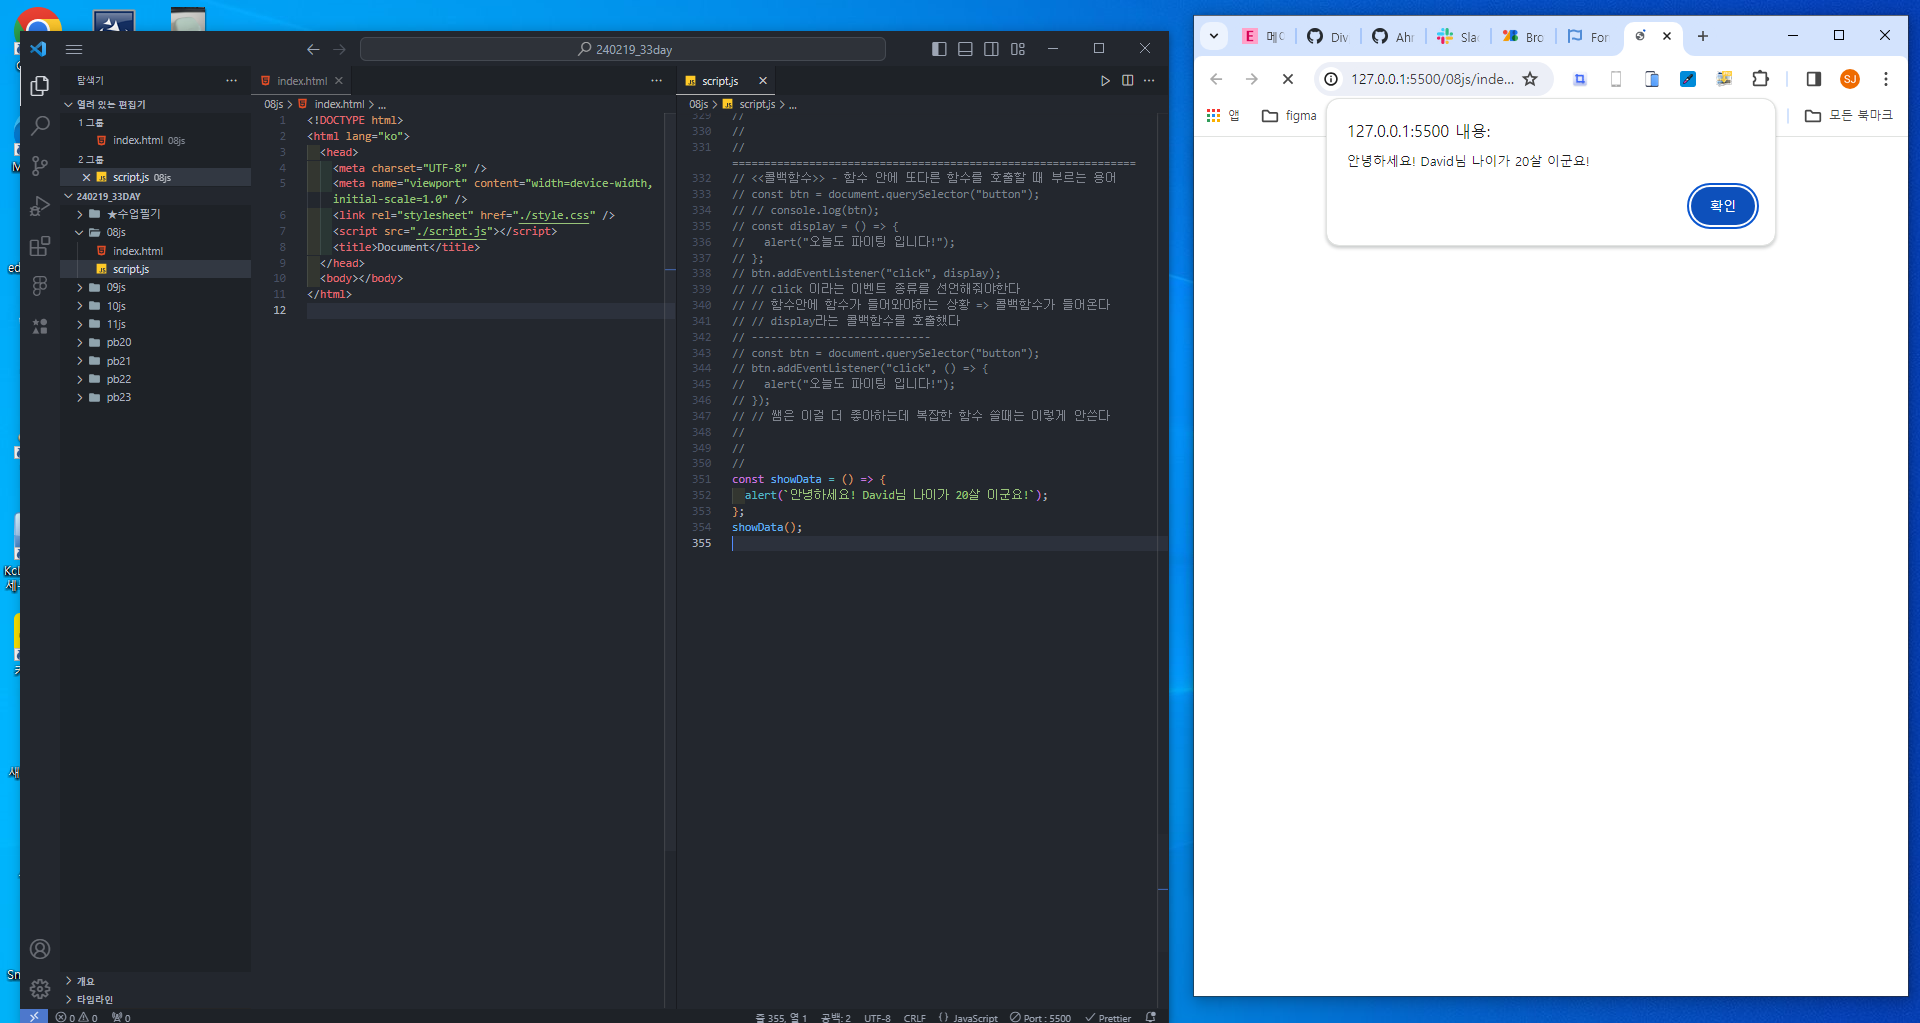 240219_33day
탐색기
열려 있는 편집기
1 그룹
index.html 08js
2 그룹
script.js 08js
240219_33DAY
★수업필기
08js
index.html
script.js
09js
10js
11js
pb20
pb21
pb22
pb23
개요
타임라인
index.html
08js > index.html > ...
1 <!DOCTYPE html>
2 <html lang="ko">
3 <head>
4 <meta charset="UTF-8" />
5 <meta name="viewport" content="width=device-width,
initial-scale=1.0" />
6 <link rel="stylesheet" href="./style.css" />
7 <script src="./script.js"></script>
8 <title>Document</title>
9 </head>
10 <body></body>
11 </html>
12
script.js
08js > script.js > ...
329 //
330 //
331 //
===============================================================
332 // <<콜백함수>> - 함수 안에 또다른 함수를 호출할 때 부르는 용어
333 // const btn = document.querySelector("button");
334 // // console.log(btn);
335 // const display = () => {
336 //   alert("오늘도 파이팅 입니다!");
337 // };
338 // btn.addEventListener("click", display);
339 // // click 이라는 이벤트 종류를 선언해줘야한다
340 // // 함수안에 함수가 들어와야하는 상황 => 콜백함수가 들어온다
341 // // display라는 콜백함수를 호출했다
342 // ----------------------------
343 // const btn = document.querySelector("button");
344 // btn.addEventListener("click", () => {
345 //   alert("오늘도 파이팅 입니다!");
346 // });
347 // // 쌤은 이걸 더 좋아하는데 복잡한 함수 쓸때는 이렇게 안쓴다
348 //
349 //
350 //
351 const showData = () => {
352 alert(`안녕하세요! David님 나이가 20살 이군요!`);
353 };
354 showData();
355
0 0 0
줄 355, 열 1 공백: 2 UTF-8 CRLF {} JavaScript Port : 5500 Prettier
E 메 Div Ahr Sla Bro For
127.0.0.1:5500/08js/inde...
SJ
앱 figma 모든 북마크
127.0.0.1:5500 내용:
안녕하세요! David님 나이가 20살 이군요!
확인